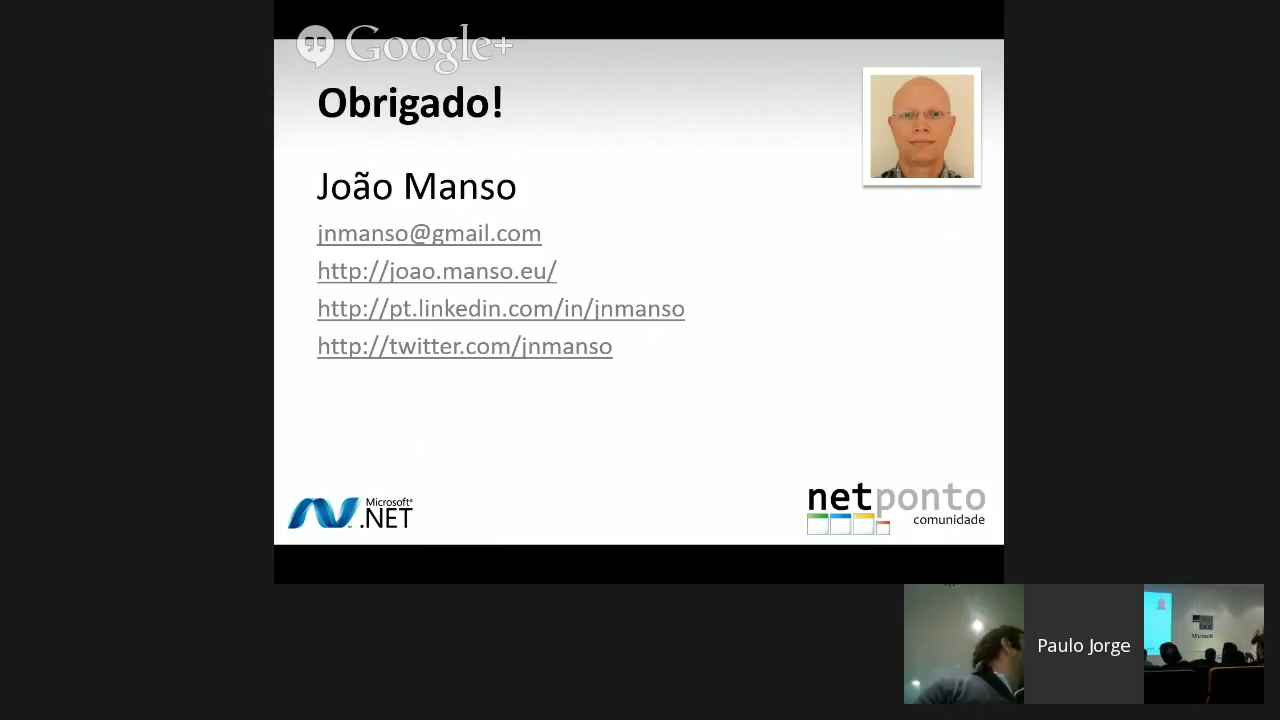 Google+
Obrigado!
João Manso
jnmanso@gmail.com
http://joao.manso.eu/
http://pt.linkedin.com/in/jnmanso
http://twitter.com/jnmanso
Microsoft®
.NET
netponto
comunidade
Paulo Jorge
Microsoft